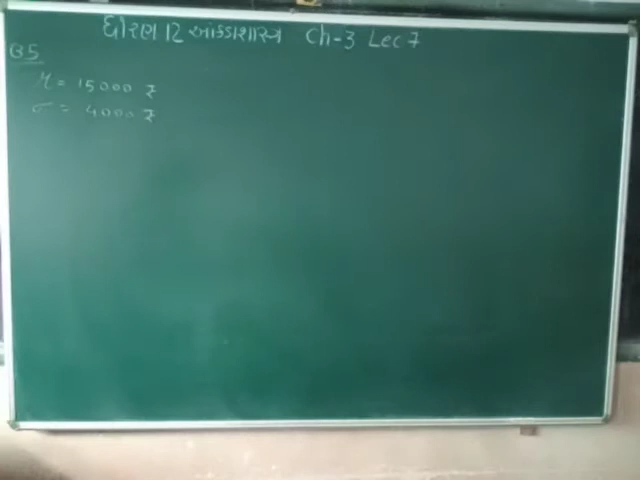 ધોરણ 12 આંકડાશાસ્ત્ર Ch-3 Lec 7
Q5
μ = 15000 ₹
σ = 4000 ₹